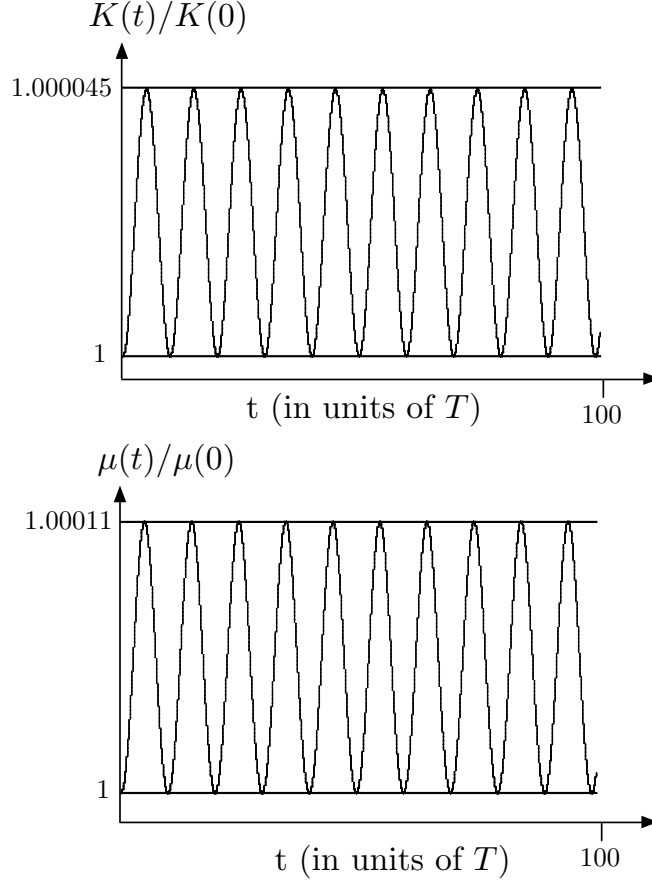 K(t)/K(0)
1.000045
1
t (in units of T)
100
μ(t)/μ(0)
1.00011
1
t (in units of T)
100